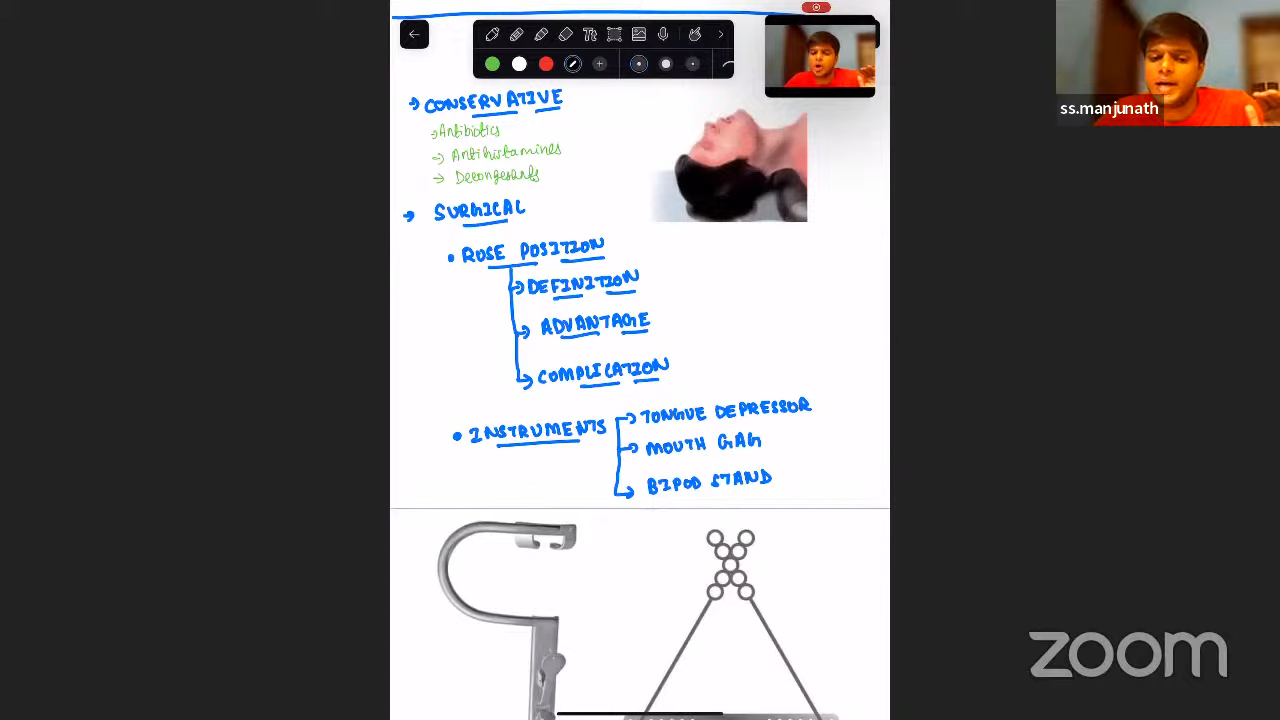 Tt
ss.manjunath
→ CONSERVATIVE
→ Antibiotics
→ Antihistamines
→ Decongestants
→ SURGICAL
• ROSE POSITION
→ DEFINITION
→ ADVANTAGE
→ COMPLICATION
• INSTRUMENTS
→ TONGUE DEPRESSOR
→ MOUTH GAG
→ BIPOD STAND
zoom